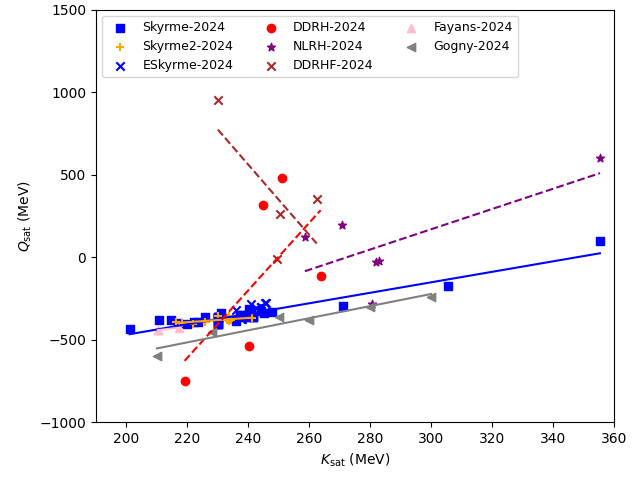 1500
1000
500
0
−500
−1000
Q_sat (MeV)
Skyrme-2024
Skyrme2-2024
ESkyrme-2024
DDRH-2024
NLRH-2024
DDRHF-2024
Fayans-2024
Gogny-2024
200 220 240 260 280 300 320 340 360
K_sat (MeV)